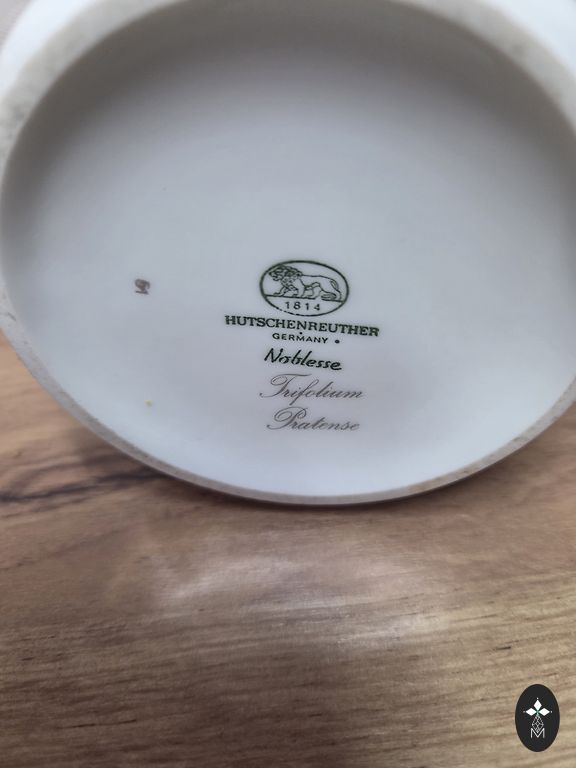 1814
HUTSCHENREUTHER
GERMANY
Noblesse
Trifolium
Pratense